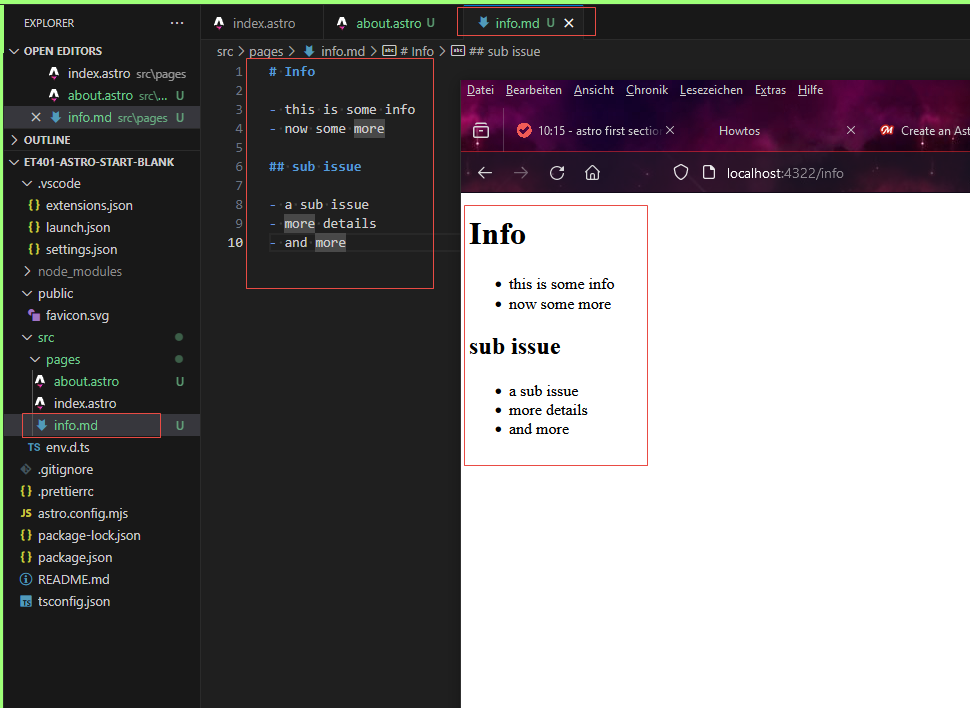 EXPLORER ···
OPEN EDITORS
index.astro src\pages
about.astro src\... U
info.md src\pages U
OUTLINE
ET401-ASTRO-START-BLANK
.vscode
{} extensions.json
{} launch.json
{} settings.json
node_modules
public
favicon.svg
src
pages
about.astro U
index.astro
info.md U
TS env.d.ts
.gitignore
{} .prettierrc
JS astro.config.mjs
{} package-lock.json
{} package.json
README.md
TS tsconfig.json
index.astro about.astro U info.md U
src > pages > info.md > abc # Info > abc ## sub issue
1 # Info
2
3 - this is some info
4 - now some more
5
6 ## sub issue
7
8 - a sub issue
9 - more details
10 - and more
Datei Bearbeiten Ansicht Chronik Lesezeichen Extras Hilfe
10:15 - astro first section Howtos Create an Ast
localhost:4322/info
Info
• this is some info
• now some more
sub issue
• a sub issue
• more details
• and more